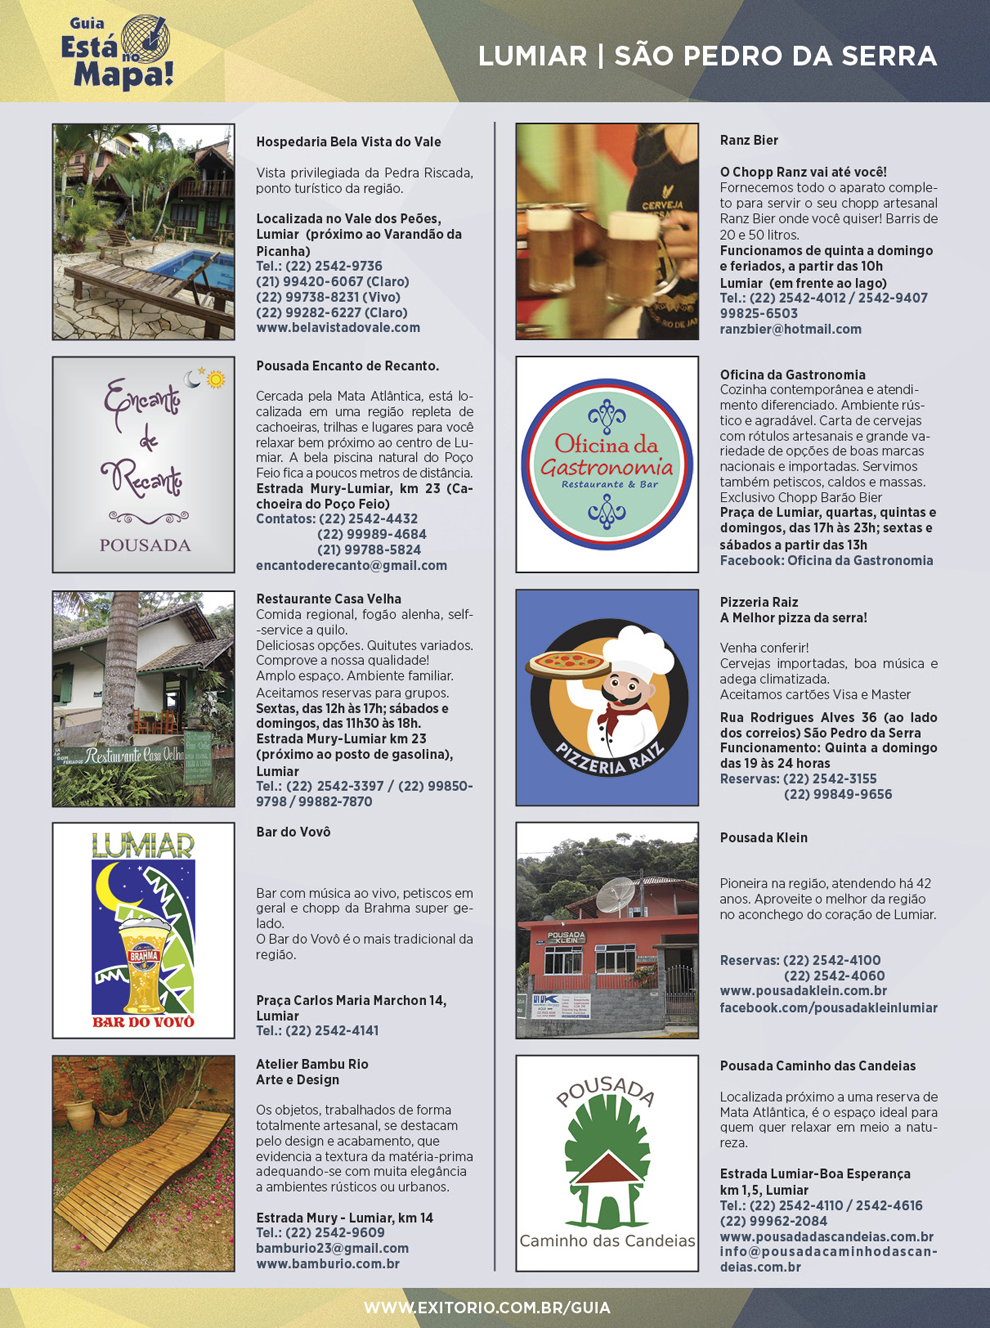 Guia
Está
no
Mapa!
LUMIAR | SÃO PEDRO DA SERRA
Hospedaria Bela Vista do Vale
Vista privilegiada da Pedra Riscada,
ponto turístico da região.
Localizada no Vale dos Peões,
Lumiar (próximo ao Varandão da
Picanha)
Tel.: (22) 2542-9736
(21) 99420-6067 (Claro)
(22) 99738-8231 (Vivo)
(22) 99282-6227 (Claro)
www.belavistadovale.com
Encanto
de
Recanto
POUSADA
Pousada Encanto de Recanto.
Cercada pela Mata Atlântica, está lo-
calizada em uma região repleta de
cachoeiras, trilhas e lugares para você
relaxar bem próximo ao centro de Lu-
miar. A bela piscina natural do Poço
Feio fica a poucos metros de distância.
Estrada Mury-Lumiar, km 23 (Ca-
choeira do Poço Feio)
Contatos: (22) 2542-4432
(22) 99989-4684
(21) 99788-5824
encantoderecanto@gmail.com
Restaurante Casa Velha
Restaurante Casa Velha
Comida regional, fogão alenha, self-
-service a quilo.
Deliciosas opções. Quitutes variados.
Comprove a nossa qualidade!
Amplo espaço. Ambiente familiar.
Aceitamos reservas para grupos.
Sextas, das 12h às 17h; sábados e
domingos, das 11h30 às 18h.
Estrada Mury-Lumiar km 23
(próximo ao posto de gasolina),
Lumiar
Tel.: (22) 2542-3397 / (22) 99850-
9798 / 99882-7870
LUMIAR
BRAHMA
BAR DO VOVÔ
Bar do Vovô
Bar com música ao vivo, petiscos em
geral e chopp da Brahma super ge-
lado.
O Bar do Vovô é o mais tradicional da
região.
Praça Carlos Maria Marchon 14,
Lumiar
Tel.: (22) 2542-4141
Atelier Bambu Rio
Arte e Design
Os objetos, trabalhados de forma
totalmente artesanal, se destacam
pelo design e acabamento, que
evidencia a textura da matéria-prima
adequando-se com muita elegância
a ambientes rústicos ou urbanos.
Estrada Mury - Lumiar, km 14
Tel.: (22) 2542-9609
bamburio23@gmail.com
www.bamburio.com.br
CERVEJA
Ranz Bier
O Chopp Ranz vai até você!
Fornecemos todo o aparato comple-
to para servir o seu chopp artesanal
Ranz Bier onde você quiser! Barris de
20 e 50 litros.
Funcionamos de quinta a domingo
e feriados, a partir das 10h
Lumiar (em frente ao lago)
Tel.: (22) 2542-4012 / 2542-9407
99825-6503
ranzbier@hotmail.com
Oficina da
Gastronomia
Restaurante & Bar
Oficina da Gastronomia
Cozinha contemporânea e atendi-
mento diferenciado. Ambiente rús-
tico e agradável. Carta de cervejas
com rótulos artesanais e grande va-
riedade de opções de boas marcas
nacionais e importadas. Servimos
também petiscos, caldos e massas.
Exclusivo Chopp Barão Bier
Praça de Lumiar, quartas, quintas e
domingos, das 17h às 23h; sextas e
sábados a partir das 13h
Facebook: Oficina da Gastronomia
PIZZERIA RAIZ
Pizzeria Raiz
A Melhor pizza da serra!
Venha conferir!
Cervejas importadas, boa música e
adega climatizada.
Aceitamos cartões Visa e Master
Rua Rodrigues Alves 36 (ao lado
dos correios) São Pedro da Serra
Funcionamento: Quinta a domingo
das 19 às 24 horas
Reservas: (22) 2542-3155
(22) 99849-9656
POUSADA
KLEIN
Pousada Klein
Pioneira na região, atendendo há 42
anos. Aproveite o melhor da região
no aconchego do coração de Lumiar.
Reservas: (22) 2542-4100
(22) 2542-4060
www.pousadaklein.com.br
facebook.com/pousadakleinlumiar
POUSADA
Caminho das Candeias
Pousada Caminho das Candeias
Localizada próximo a uma reserva de
Mata Atlântica, é o espaço ideal para
quem quer relaxar em meio a natu-
reza.
Estrada Lumiar-Boa Esperança
km 1,5, Lumiar
Tel.: (22) 2542-4110 / 2542-4616
(22) 99962-2084
www.pousadadascandeias.com.br
info@pousadacaminhodascan-
deias.com.br
WWW.EXITORIO.COM.BR/GUIA